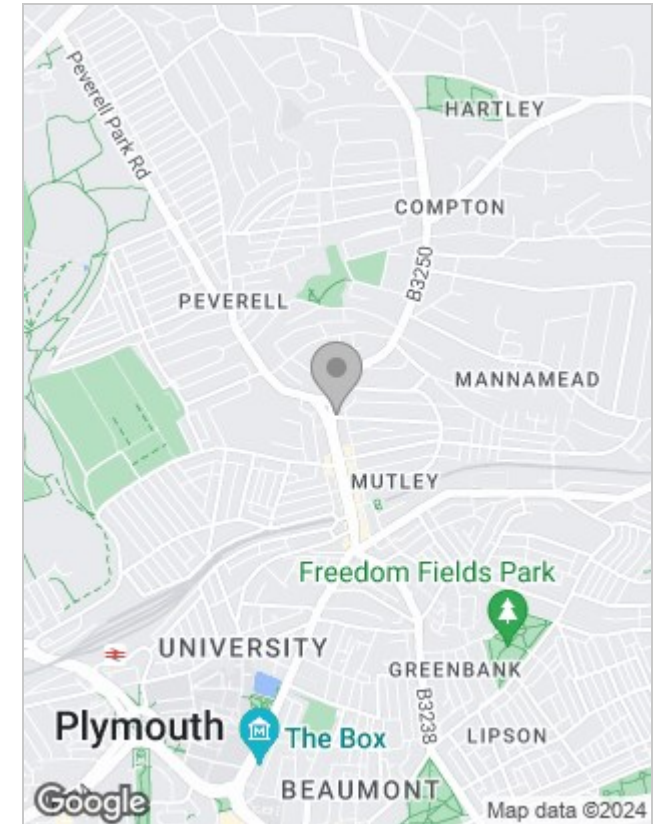 Peverell Park Rd
HARTLEY
COMPTON
B3250
PEVERELL
MANNAMEAD
MUTLEY
Freedom Fields Park
UNIVERSITY
GREENBANK
B3238
Plymouth
The Box
LIPSON
BEAUMONT
Google
Map data ©2024